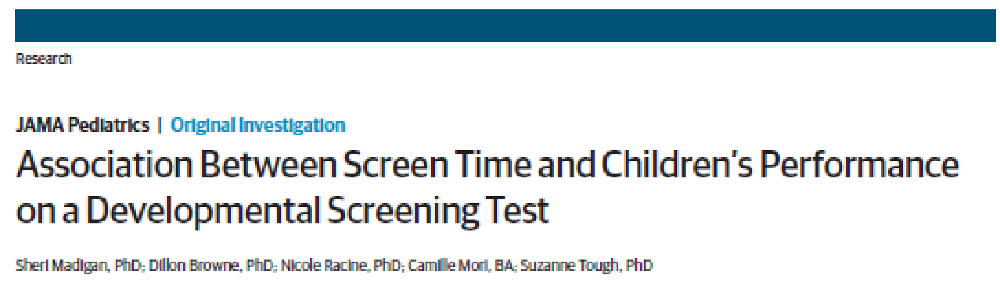 Research
JAMA Pediatrics | Original Investigation
Association Between Screen Time and Children's Performance
on a Developmental Screening Test
Sheri Madigan, PhD; Dillon Browne, PhD; Nicole Racine, PhD; Camille Mori, BA; Suzanne Tough, PhD